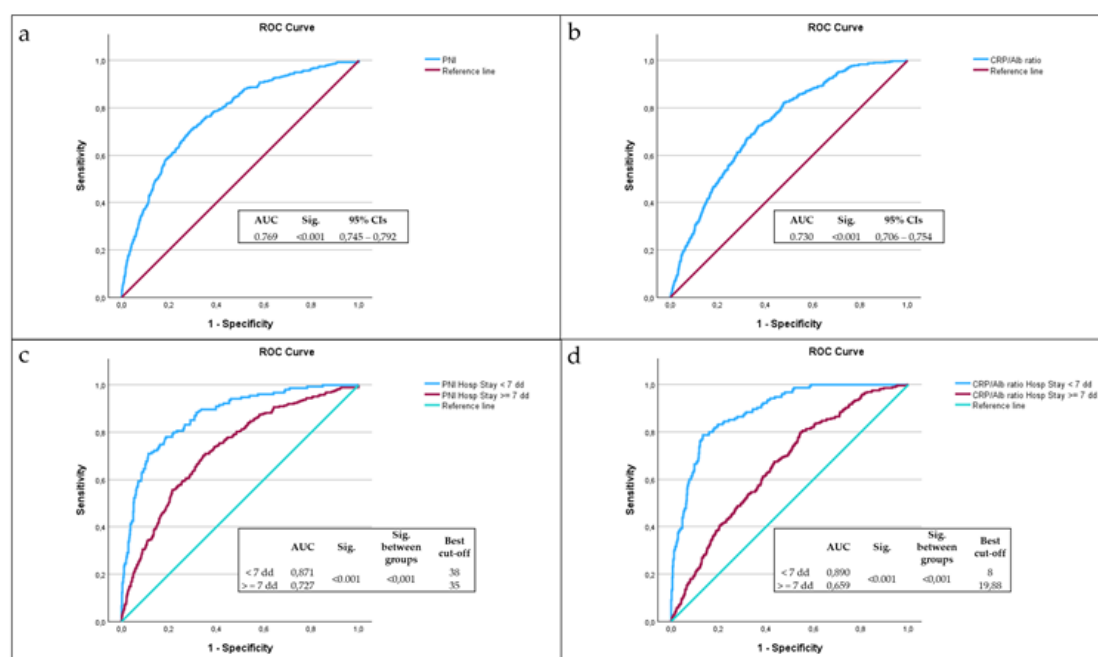 a
ROC Curve
PNI
Reference line
1,0
0,8
0,6
0,4
0,2
0,0
Sensitivity
AUC Sig. 95% CIs
0.769 <0.001 0,745 – 0,792
0,0 0,2 0,4 0,6 0,8 1,0
1 - Specificity
b
ROC Curve
CRP/Alb ratio
Reference line
1,0
0,8
0,6
0,4
0,2
0,0
Sensitivity
AUC Sig. 95% CIs
0.730 <0.001 0,706 – 0,754
0,0 0,2 0,4 0,6 0,8 1,0
1 - Specificity
c
ROC Curve
PNI Hosp Stay < 7 dd
PNI Hosp Stay >= 7 dd
Reference line
1,0
0,8
0,6
0,4
0,2
0,0
Sensitivity
AUC Sig. Sig. between groups Best cut-off
< 7 dd 0,871 <0.001 <0,001 38
>= 7 dd 0,727 35
0,0 0,2 0,4 0,6 0,8 1,0
1 - Specificity
d
ROC Curve
CRP/Alb ratio Hosp Stay < 7 dd
CRP/Alb ratio Hosp Stay >= 7 dd
Reference line
1,0
0,8
0,6
0,4
0,2
0,0
Sensitivity
AUC Sig. Sig. between groups Best cut-off
< 7 dd 0,890 <0.001 <0,001 8
>= 7 dd 0,659 19,88
0,0 0,2 0,4 0,6 0,8 1,0
1 - Specificity